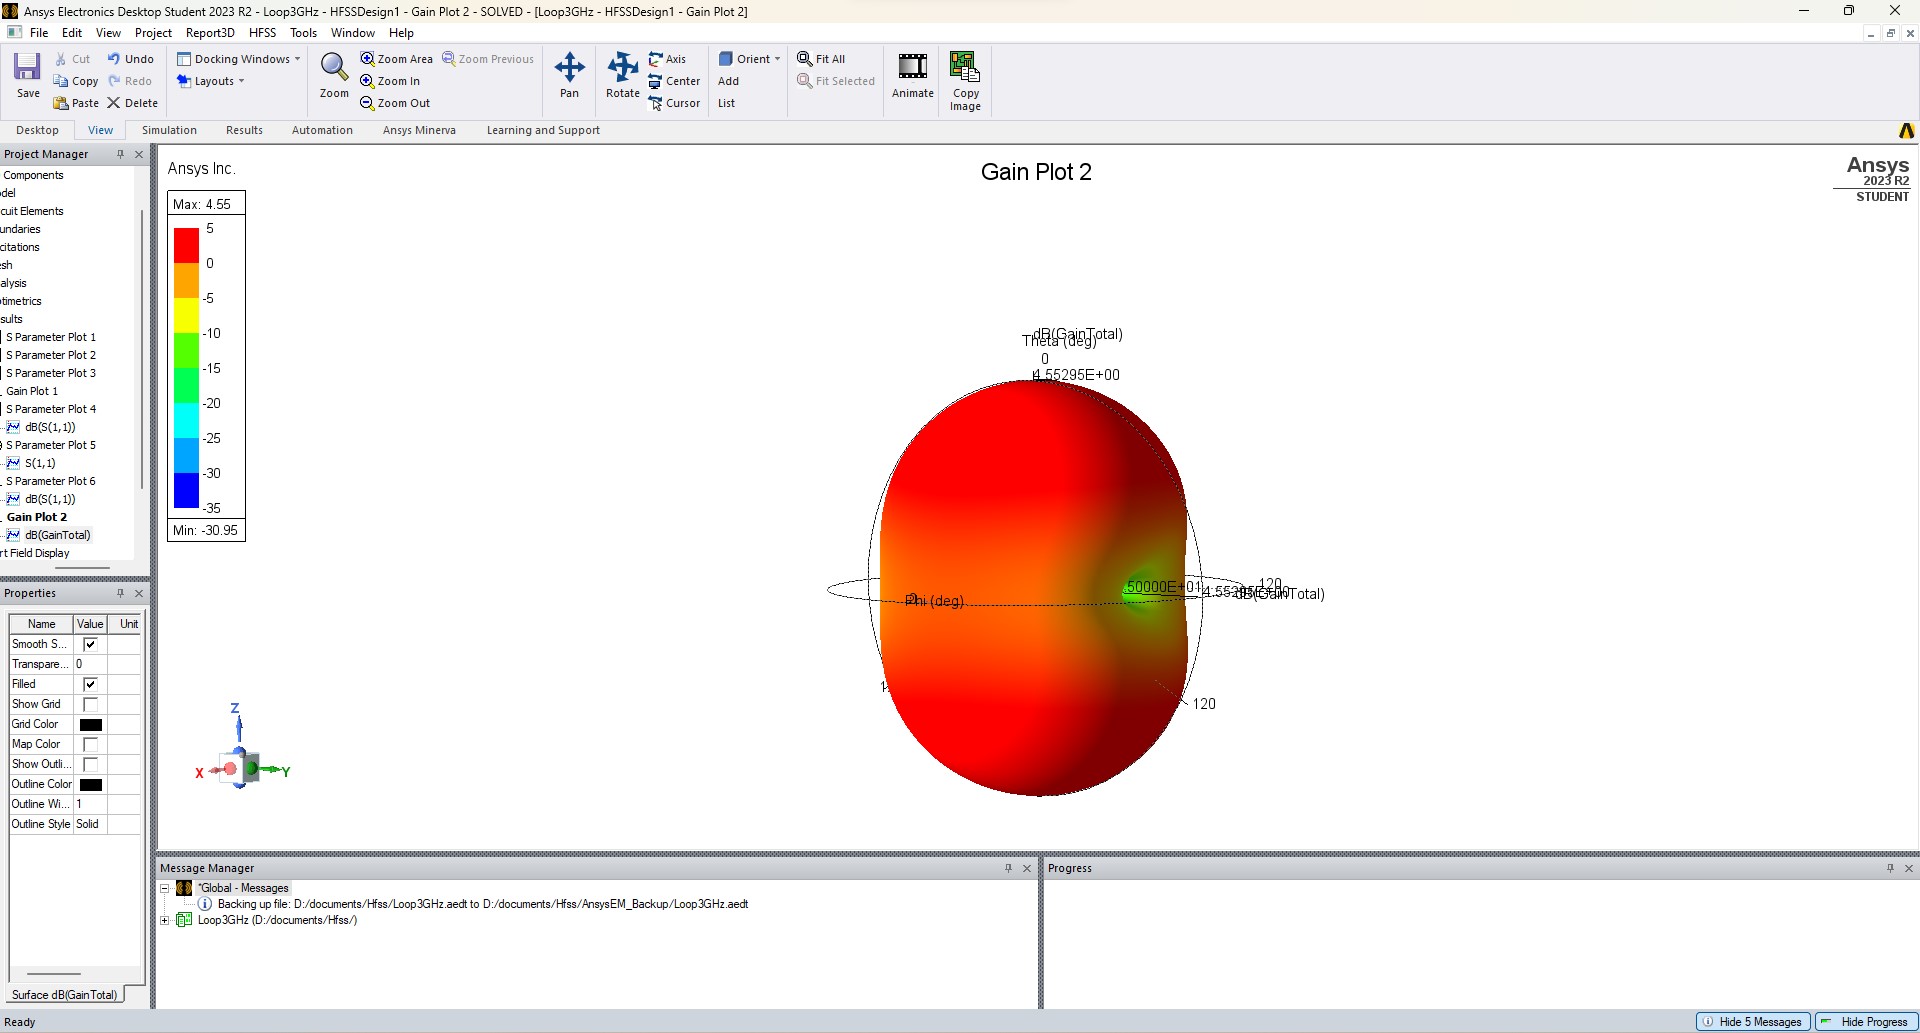 Ansys Electronics Desktop Student 2023 R2 - Loop3GHz - HFSSDesign1 - Gain Plot 2 - SOLVED - [Loop3GHz - HFSSDesign1 - Gain Plot 2]
File Edit View Project Report3D HFSS Tools Window Help
Save
Cut
Copy
Paste
Undo
Redo
Delete
Docking Windows
Layouts
Zoom
Zoom Area
Zoom In
Zoom Out
Zoom Previous
Pan
Rotate
Axis
Center
Cursor
Orient
Add
List
Fit All
Fit Selected
Animate
Copy
Image
Desktop View Simulation Results Automation Ansys Minerva Learning and Support
Project Manager
Components
del
cuit Elements
undaries
citations
esh
alysis
otimetrics
sults
S Parameter Plot 1
S Parameter Plot 2
S Parameter Plot 3
Gain Plot 1
S Parameter Plot 4
dB(S(1,1))
S Parameter Plot 5
S(1,1)
S Parameter Plot 6
dB(S(1,1))
Gain Plot 2
dB(GainTotal)
rt Field Display
Properties
Name Value Unit
Smooth S...
Transpare... 0
Filled
Show Grid
Grid Color
Map Color
Show Outli...
Outline Color
Outline Wi... 1
Outline Style Solid
Surface dB(GainTotal)
Ansys Inc.
Gain Plot 2
Ansys
2023 R2
STUDENT
Max: 4.55
5
0
-5
-10
-15
-20
-25
-30
-35
Min: -30.95
dB(GainTotal)
Theta (deg)
0
4.55295E+00
Phi (deg)
.50000E+01
4.55295E+00
120
dB(GainTotal)
120
Z
X
Y
Message Manager
*Global - Messages
Backing up file: D:/documents/Hfss/Loop3GHz.aedt to D:/documents/Hfss/AnsysEM_Backup/Loop3GHz.aedt
Loop3GHz (D:/documents/Hfss/)
Progress
Ready
Hide 5 Messages
Hide Progress